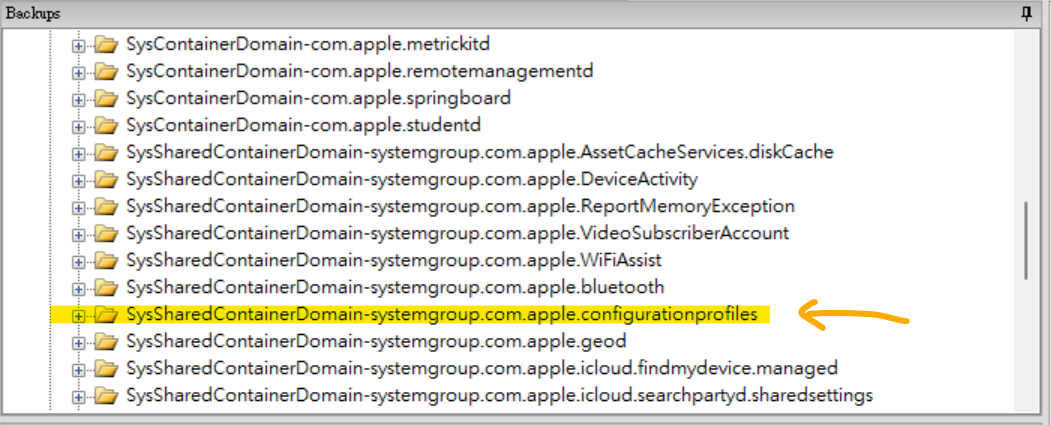 Backups
SysContainerDomain-com.apple.metrickitd
SysContainerDomain-com.apple.remotemanagementd
SysContainerDomain-com.apple.springboard
SysContainerDomain-com.apple.studentd
SysSharedContainerDomain-systemgroup.com.apple.AssetCacheServices.diskCache
SysSharedContainerDomain-systemgroup.com.apple.DeviceActivity
SysSharedContainerDomain-systemgroup.com.apple.ReportMemoryException
SysSharedContainerDomain-systemgroup.com.apple.VideoSubscriberAccount
SysSharedContainerDomain-systemgroup.com.apple.WiFiAssist
SysSharedContainerDomain-systemgroup.com.apple.bluetooth
SysSharedContainerDomain-systemgroup.com.apple.configurationprofiles
SysSharedContainerDomain-systemgroup.com.apple.geod
SysSharedContainerDomain-systemgroup.com.apple.icloud.findmydevice.managed
SysSharedContainerDomain-systemgroup.com.apple.icloud.searchpartyd.sharedsettings